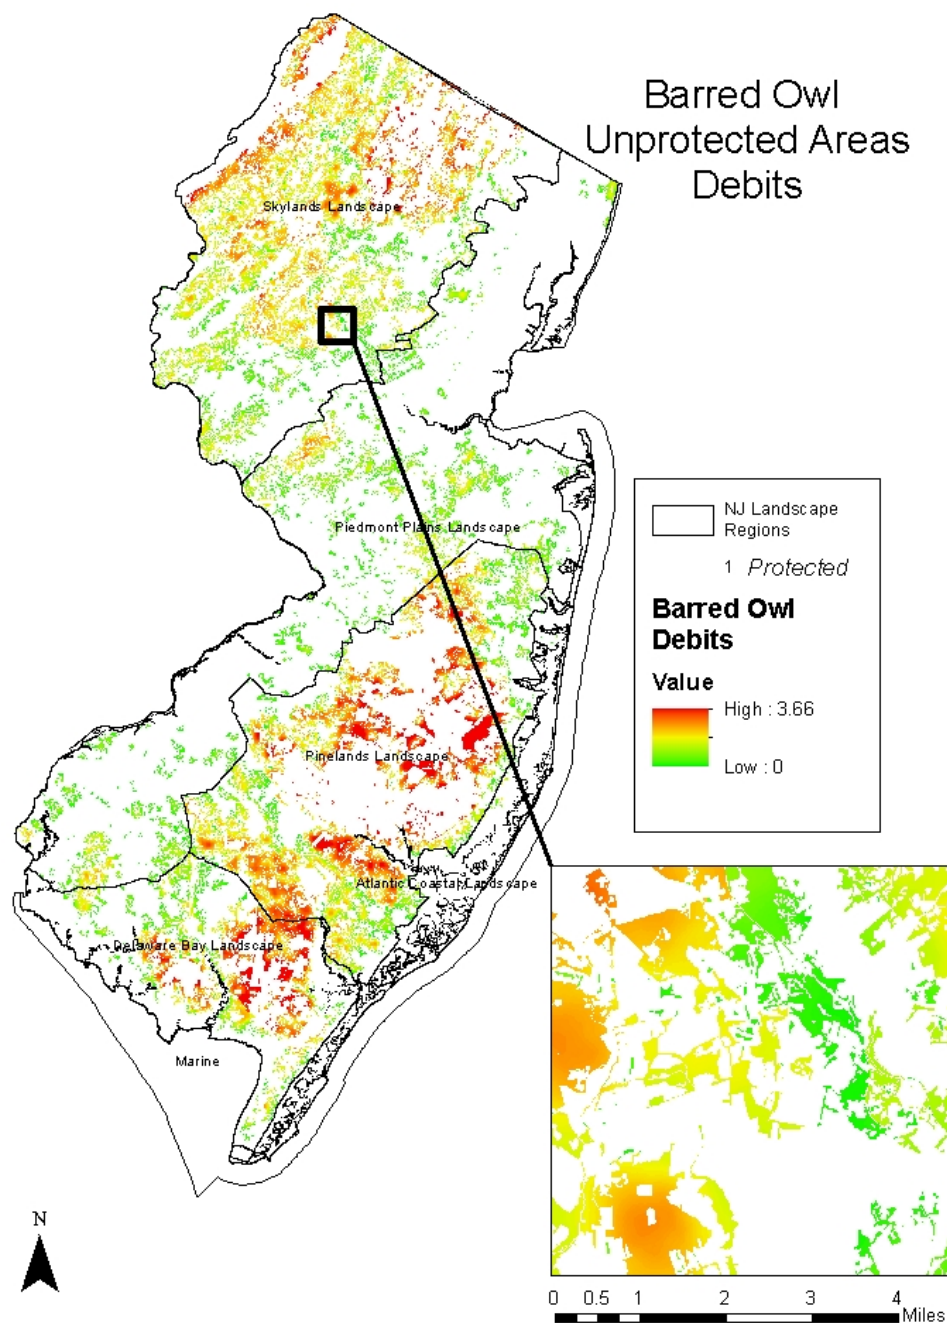 Barred Owl
Unprotected Areas
Debits
Skylands Landscape
Piedmont Plains Landscape
Pinelands Landscape
Atlantic Coastal Landscape
Delaware Bay Landscape
Marine
NJ Landscape
Regions
1 Protected
Barred Owl
Debits
Value
High : 3.66
Low : 0
N
0 0.5 1 2 3 4
Miles